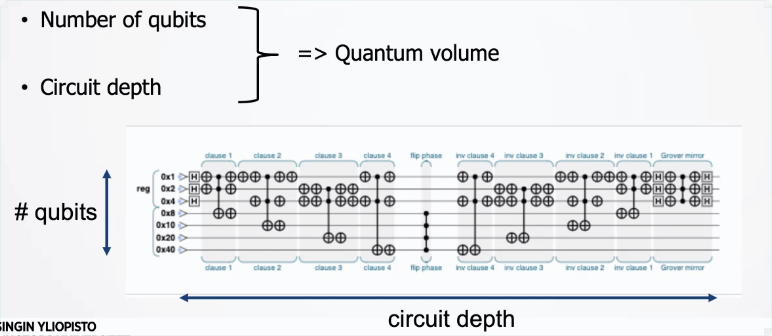 • Number of qubits
=> Quantum volume
• Circuit depth
clause 1 clause 2 clause 3 clause 4 flip phase inv clause 4 inv clause 3 inv clause 2 inv clause 1 Grover mirror
reg
0x1 H H H
0x2 H H H
0x4 H H H
0x8
0x10
0x20
0x40
# qubits
clause 1 clause 2 clause 3 clause 4 flip phase inv clause 4 inv clause 3 inv clause 2 inv clause 1 Grover mirror
circuit depth
SINGIN YLIOPISTO